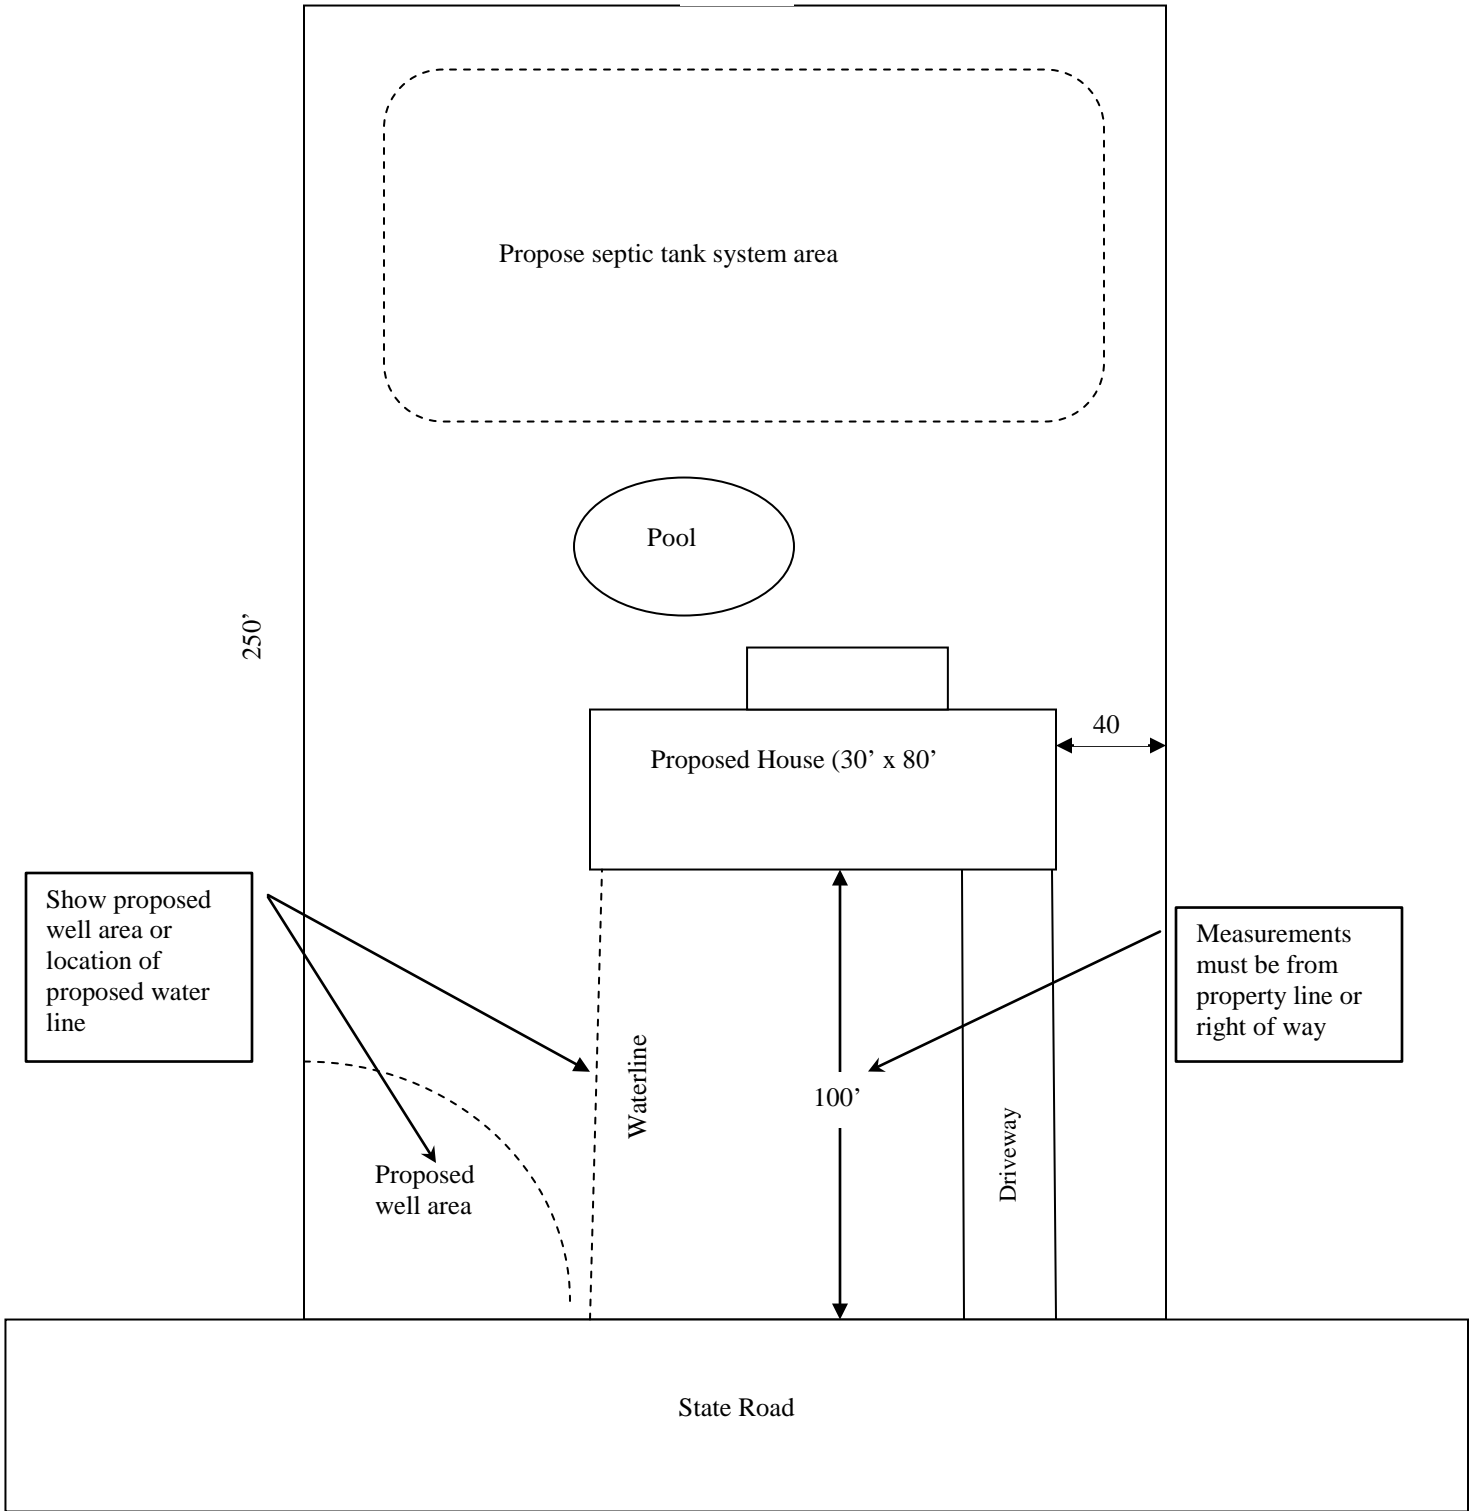 Propose septic tank system area
Pool
250’
40
Proposed House (30’ x 80’
Show proposed
well area or
location of
proposed water
line
Measurements
must be from
property line or
right of way
Waterline
100’
Driveway
Proposed
well area
State Road